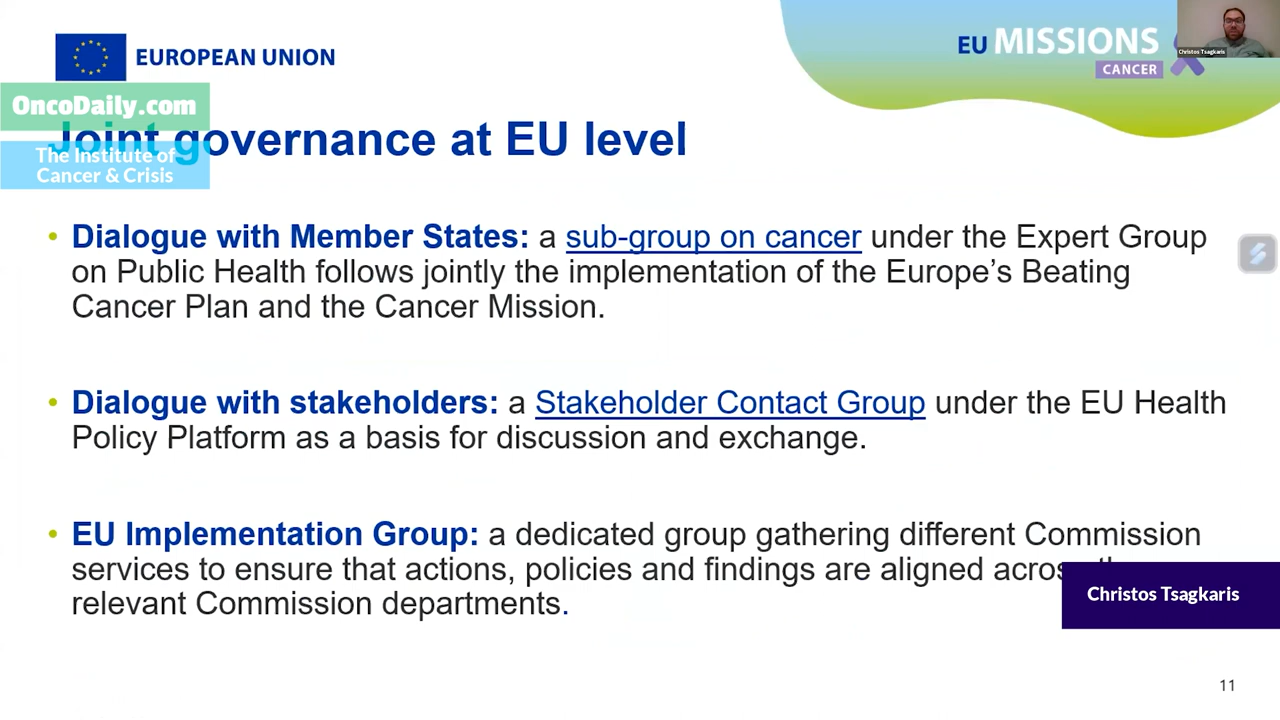 EUROPEAN UNION
EU MISSIONS
CANCER
Christos Tsagkaris
OncoDaily.com
Joint governance at EU level
The Institute of
Cancer & Crisis
• Dialogue with Member States: a sub-group on cancer under the Expert Group
on Public Health follows jointly the implementation of the Europe's Beating
Cancer Plan and the Cancer Mission.
• Dialogue with stakeholders: a Stakeholder Contact Group under the EU Health
Policy Platform as a basis for discussion and exchange.
• EU Implementation Group: a dedicated group gathering different Commission
services to ensure that actions, policies and findings are aligned across the
relevant Commission departments.
Christos Tsagkaris
11